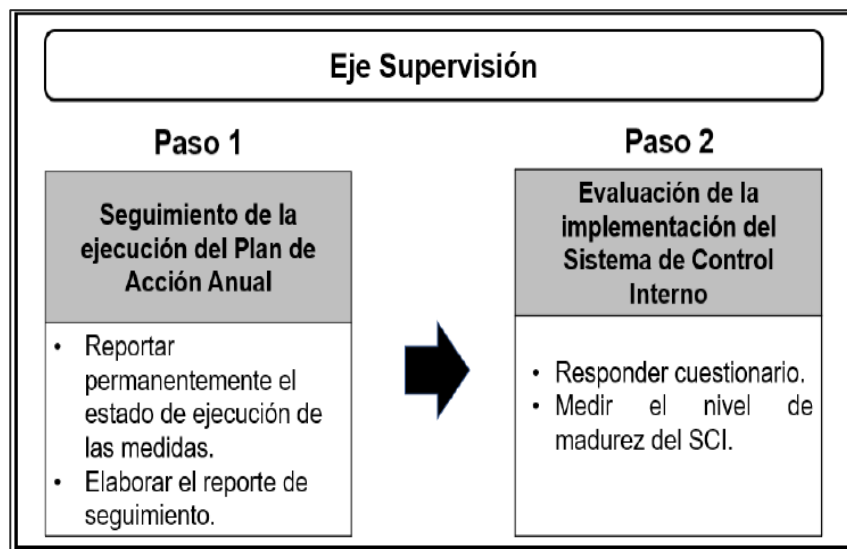 Eje Supervisión
Paso 1
Seguimiento de la
ejecución del Plan de
Acción Anual
• Reportar
permanentemente el
estado de ejecución de
las medidas.
• Elaborar el reporte de
seguimiento.
Paso 2
Evaluación de la
implementación del
Sistema de Control
Interno
• Responder cuestionario.
• Medir el nivel de
madurez del SCI.